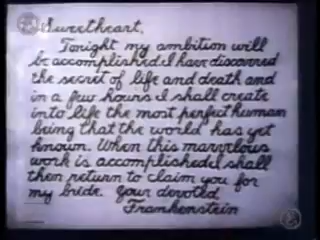 Sweetheart,
Tonight my ambition will
be accomplished. I have discovered
the secret of life and death and
in a few hours I shall create
into life the most perfect human
being that the world has yet
known. When this marvelous
work is accomplished I shall
then return to claim you for
my bride. Your devoted
Frankenstein